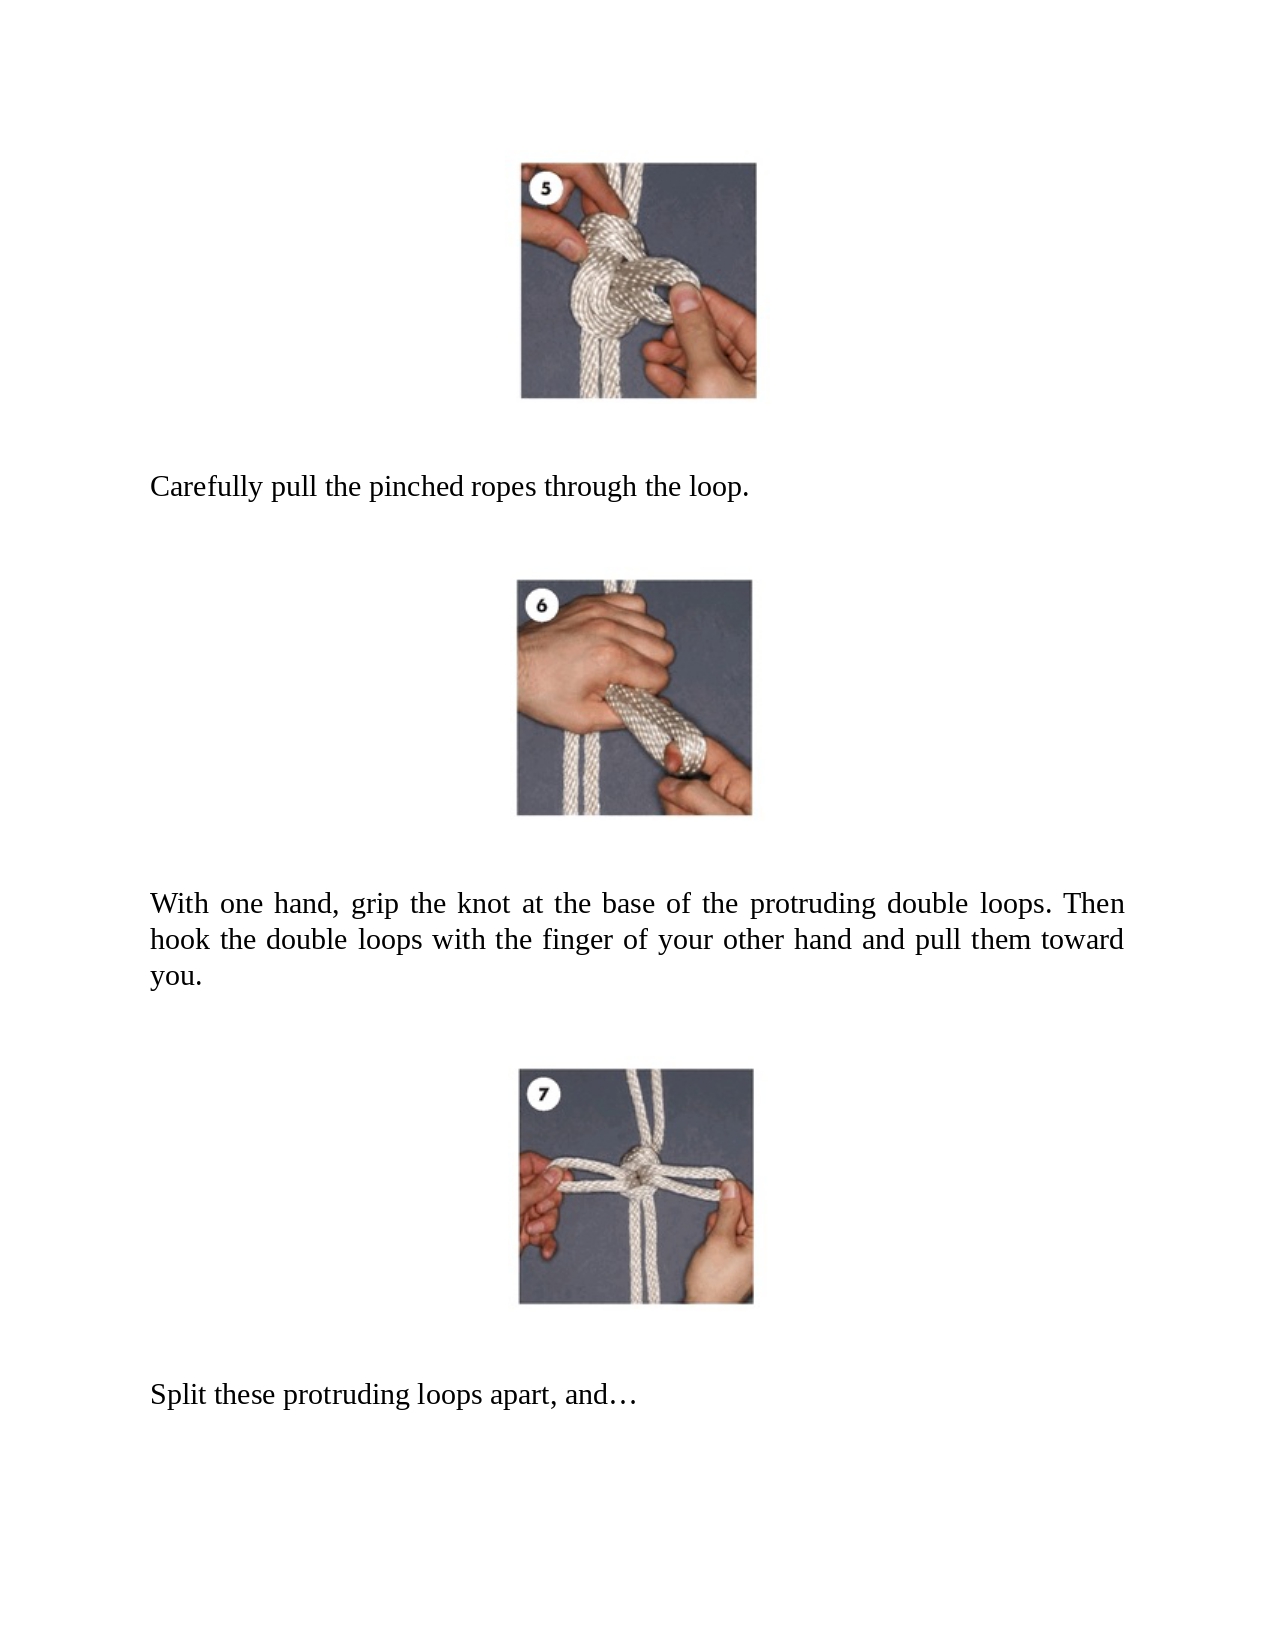 5
Carefully pull the pinched ropes through the loop.
6
With one hand, grip the knot at the base of the protruding double loops. Then
hook the double loops with the finger of your other hand and pull them toward
you.
7
Split these protruding loops apart, and…